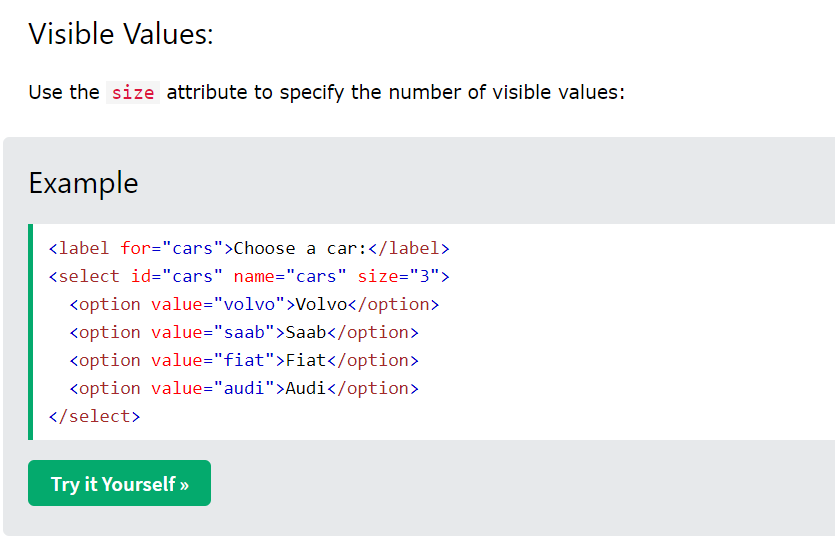 Visible Values:
Use the size attribute to specify the number of visible values:
Example
<label for="cars">Choose a car:</label>
<select id="cars" name="cars" size="3">
  <option value="volvo">Volvo</option>
  <option value="saab">Saab</option>
  <option value="fiat">Fiat</option>
  <option value="audi">Audi</option>
</select>
Try it Yourself »